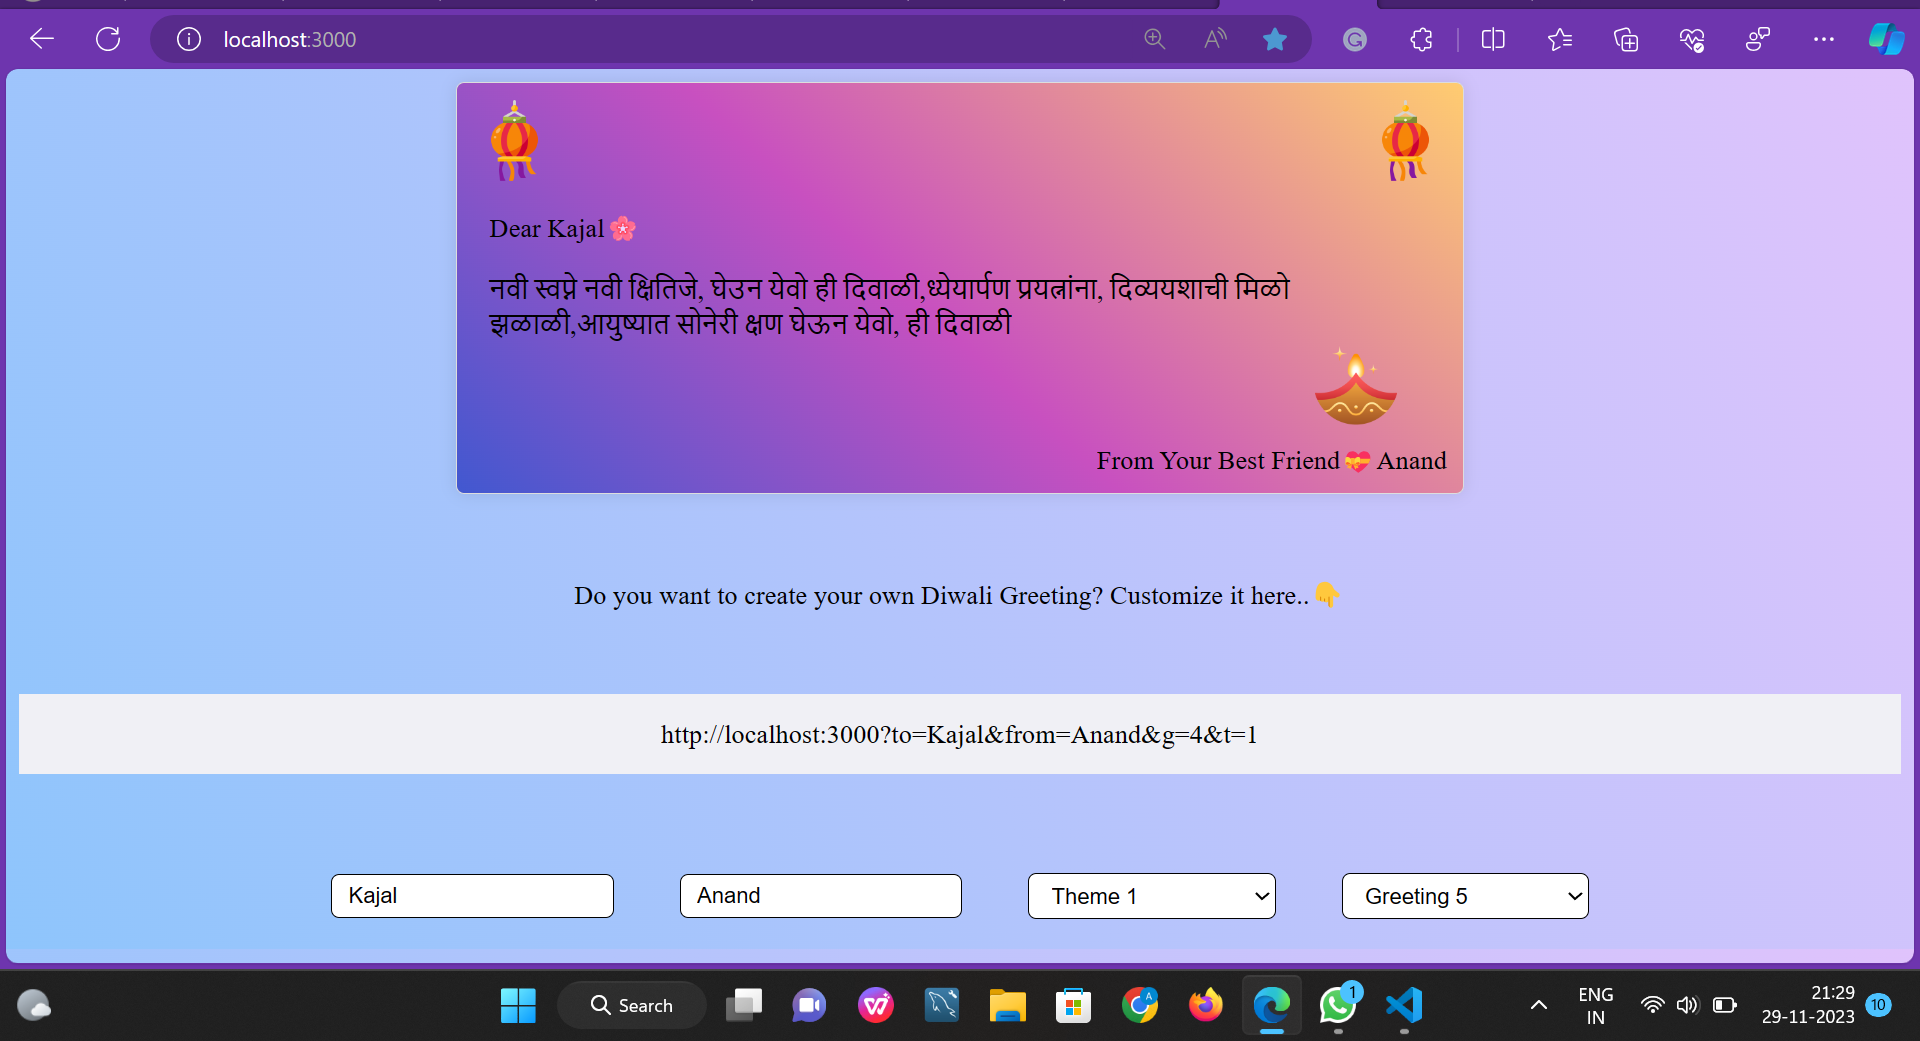 localhost:3000
Dear Kajal 🌸
नवी स्वप्ने नवी क्षितिजे, घेउन येवो ही दिवाळी,ध्येयार्पण प्रयत्नांना, दिव्ययशाची मिळो
झळाळी,आयुष्यात सोनेरी क्षण घेऊन येवो, ही दिवाळी
From Your Best Friend 💝 Anand
Do you want to create your own Diwali Greeting? Customize it here.. 👇
http://localhost:3000?to=Kajal&from=Anand&g=4&t=1
Kajal Anand Theme 1 Greeting 5
Search
1
ENG
IN
21:29
29-11-2023
10